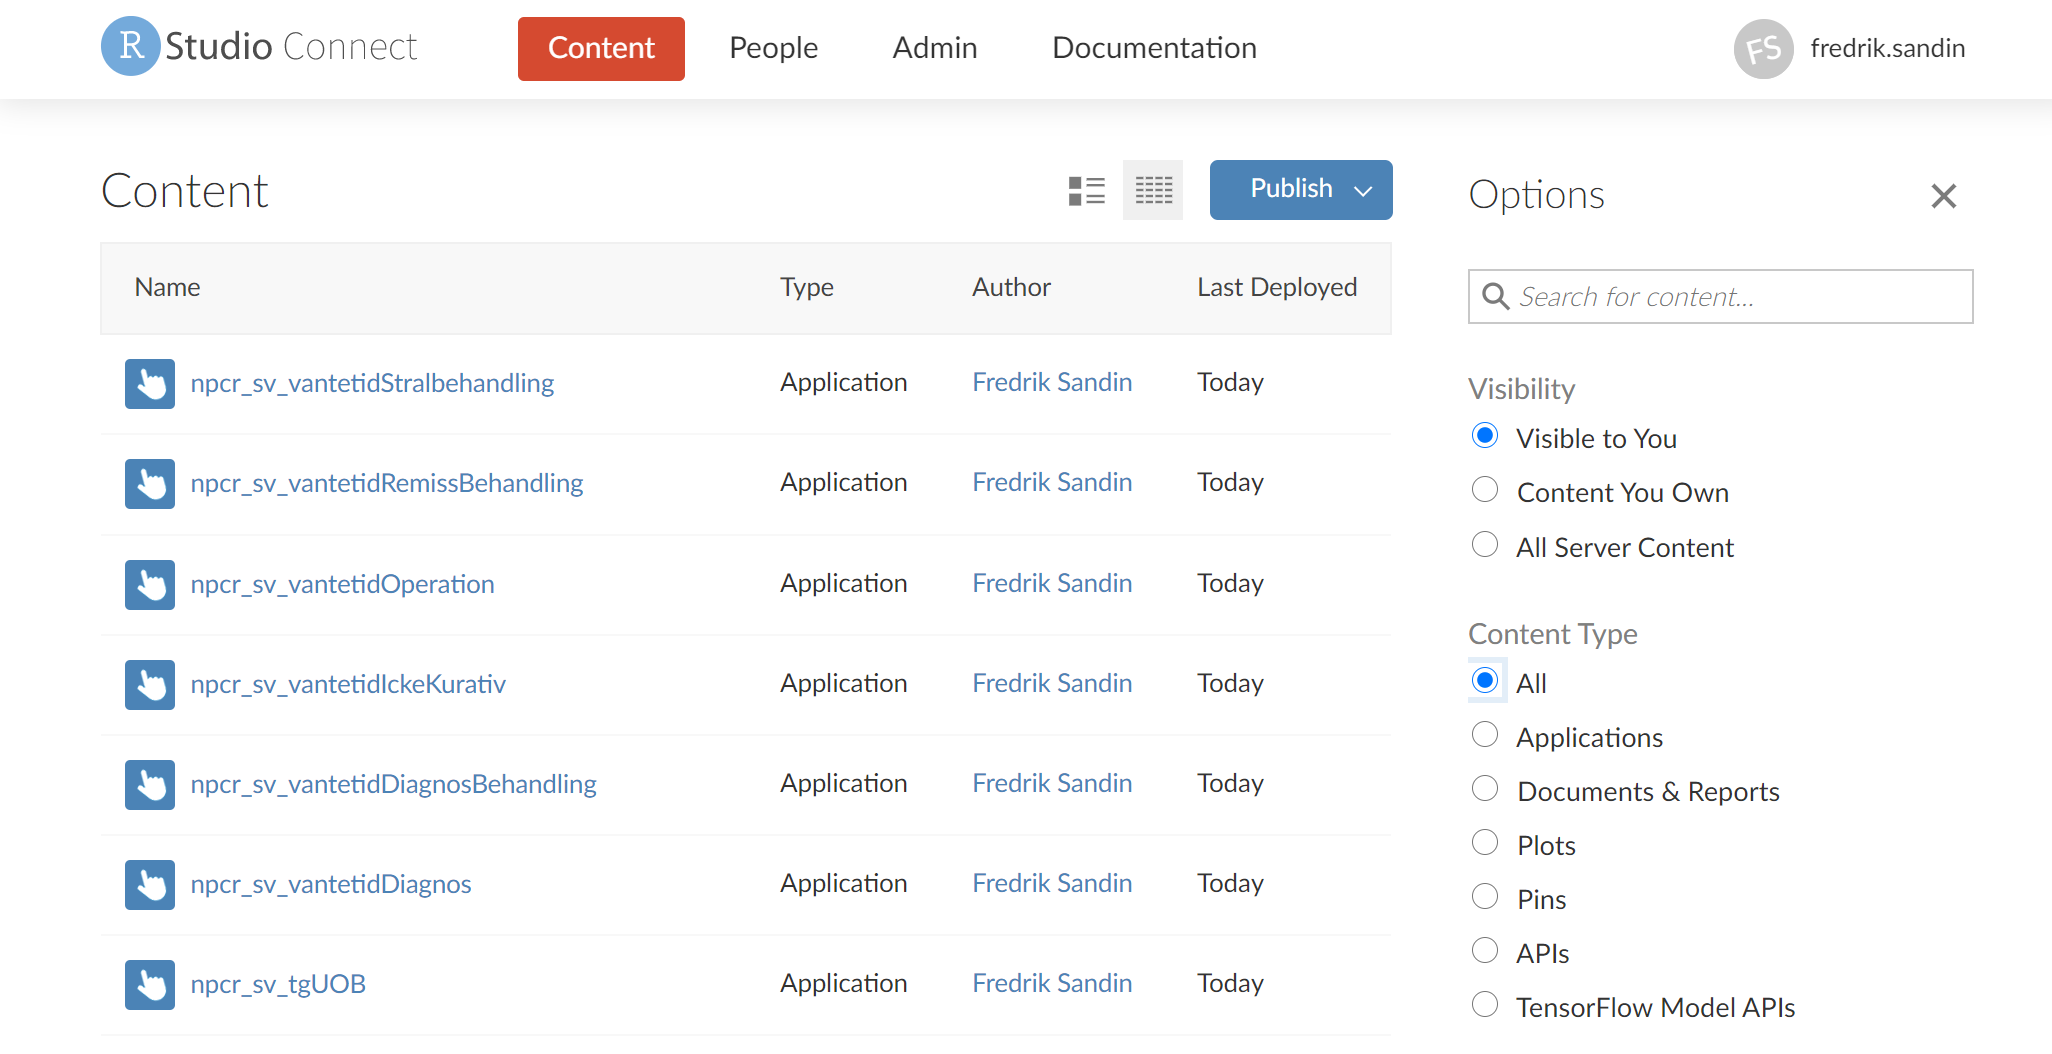 R Studio Connect Content People Admin Documentation FS fredrik.sandin
Content Publish
Name Type Author Last Deployed
npcr_sv_vantetidStralbehandling Application Fredrik Sandin Today
npcr_sv_vantetidRemissBehandling Application Fredrik Sandin Today
npcr_sv_vantetidOperation Application Fredrik Sandin Today
npcr_sv_vantetidIckeKurativ Application Fredrik Sandin Today
npcr_sv_vantetidDiagnosBehandling Application Fredrik Sandin Today
npcr_sv_vantetidDiagnos Application Fredrik Sandin Today
npcr_sv_tgUOB Application Fredrik Sandin Today
Options
Search for content...
Visibility
Visible to You
Content You Own
All Server Content
Content Type
All
Applications
Documents & Reports
Plots
Pins
APIs
TensorFlow Model APIs